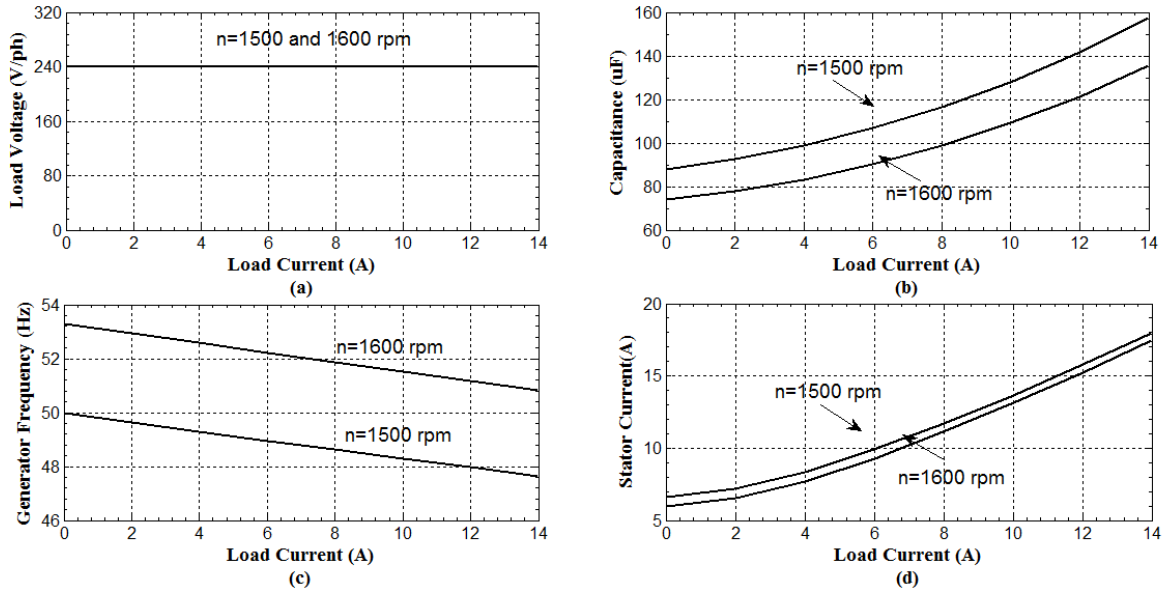 320
240
160
80
0
Load Voltage (V/ph)
n=1500 and 1600 rpm
0 2 4 6 8 10 12 14
Load Current (A)
(a)
160
140
120
100
80
60
Capacitance (uF)
n=1500 rpm
n=1600 rpm
0 2 4 6 8 10 12 14
Load Current (A)
(b)
54
52
50
48
46
Generator Frequency (Hz)
n=1600 rpm
n=1500 rpm
0 2 4 6 8 10 12 14
Load Current (A)
(c)
20
15
10
5
Stator Current(A)
n=1500 rpm
n=1600 rpm
0 2 4 6 8 10 12 14
Load Current (A)
(d)